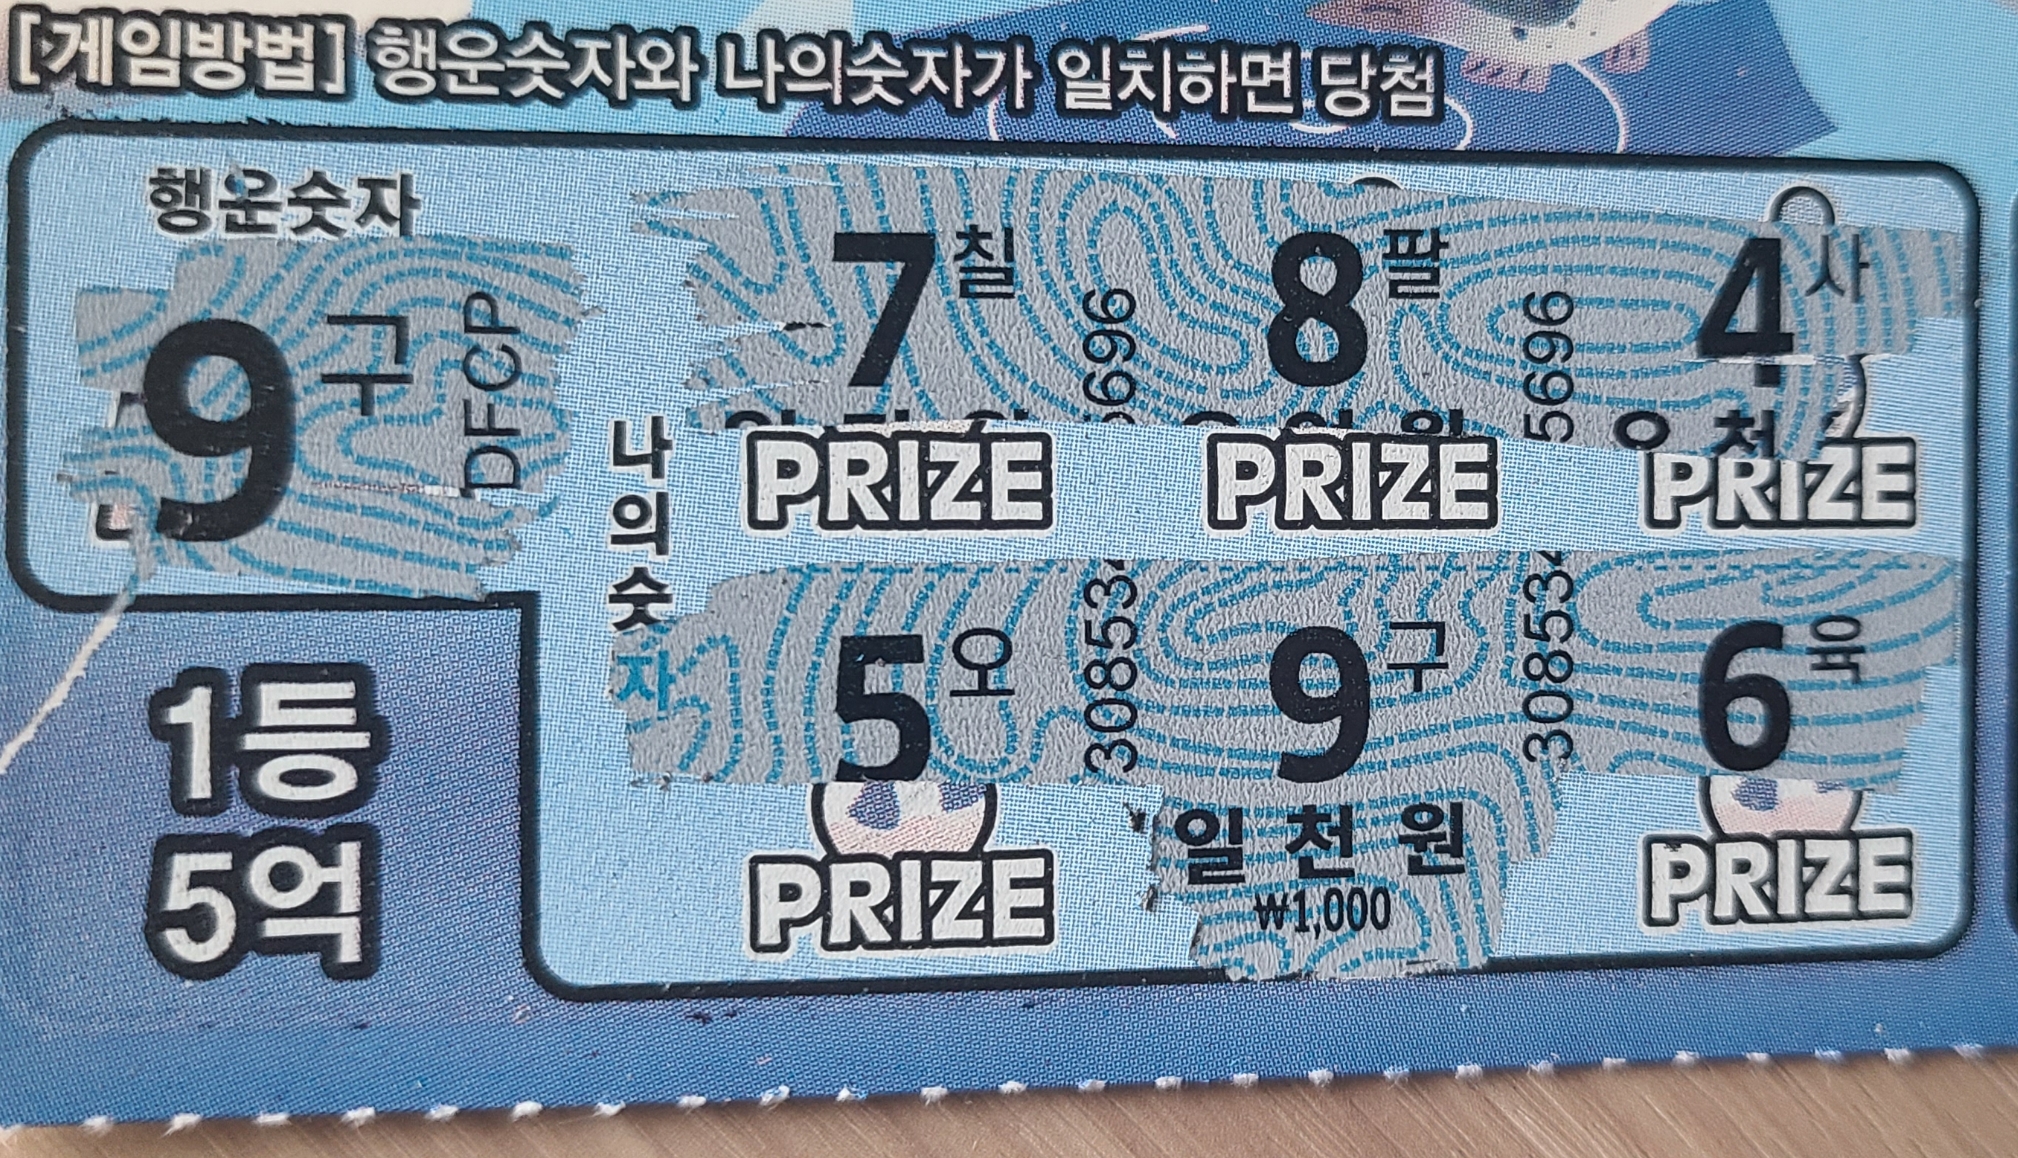 [게임방법] 행운숫자와 나의숫자가 일치하면 당첨
행운숫자
9 구
DFCP
나의숫자
7 칠
8 팔
4 사
PRIZE
PRIZE
PRIZE
5 오
9 구
6 육
일천원
₩1,000
PRIZE
PRIZE
1등
5억